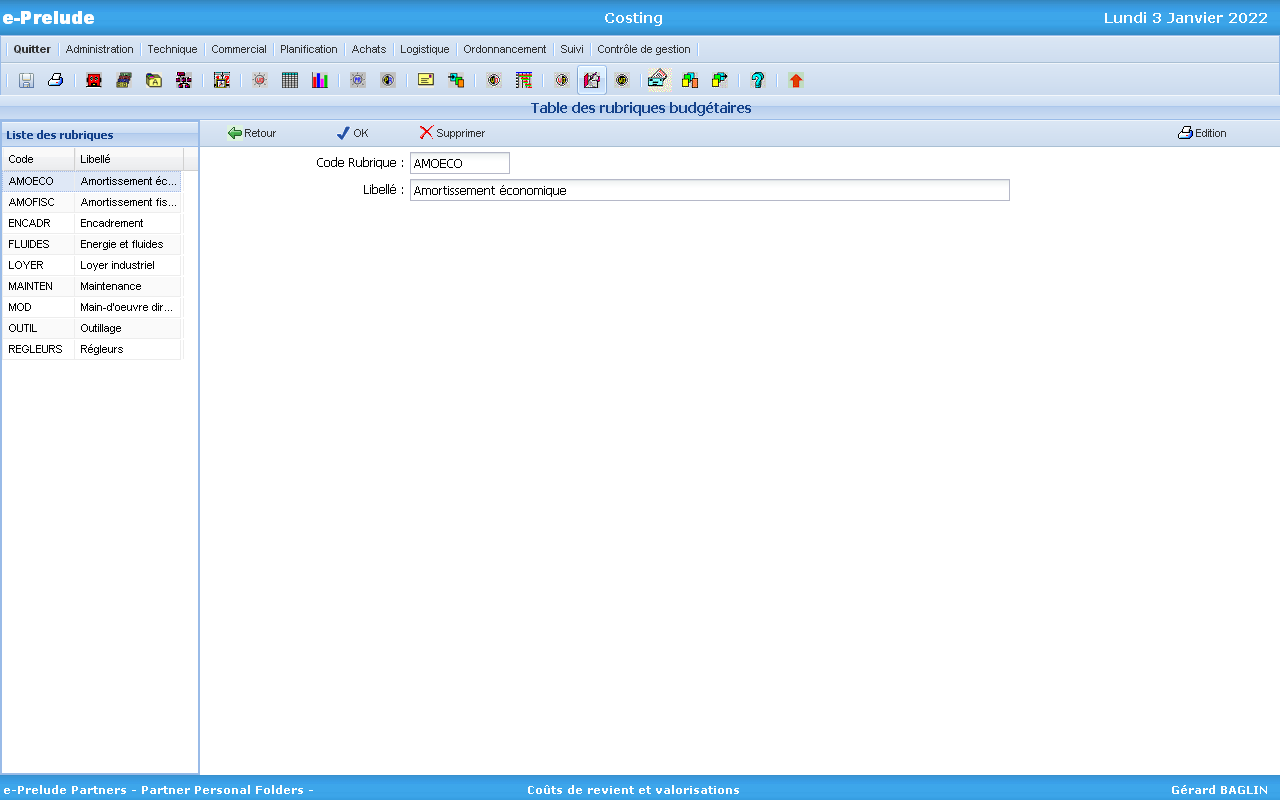 e-Prelude Costing Lundi 3 Janvier 2022
Quitter Administration Technique Commercial Planification Achats Logistique Ordonnancement Suivi Contrôle de gestion
Table des rubriques budgétaires
Liste des rubriques Retour OK Supprimer Edition
Code Libellé
AMOECO Amortissement éc...
AMOFISC Amortissement fis...
ENCADR Encadrement
FLUIDES Energie et fluides
LOYER Loyer industriel
MAINTEN Maintenance
MOD Main-d'oeuvre dir...
OUTIL Outillage
REGLEURS Régleurs
Code Rubrique : AMOECO
Libellé : Amortissement économique
e-Prelude Partners - Partner Personal Folders - Coûts de revient et valorisations Gérard BAGLIN